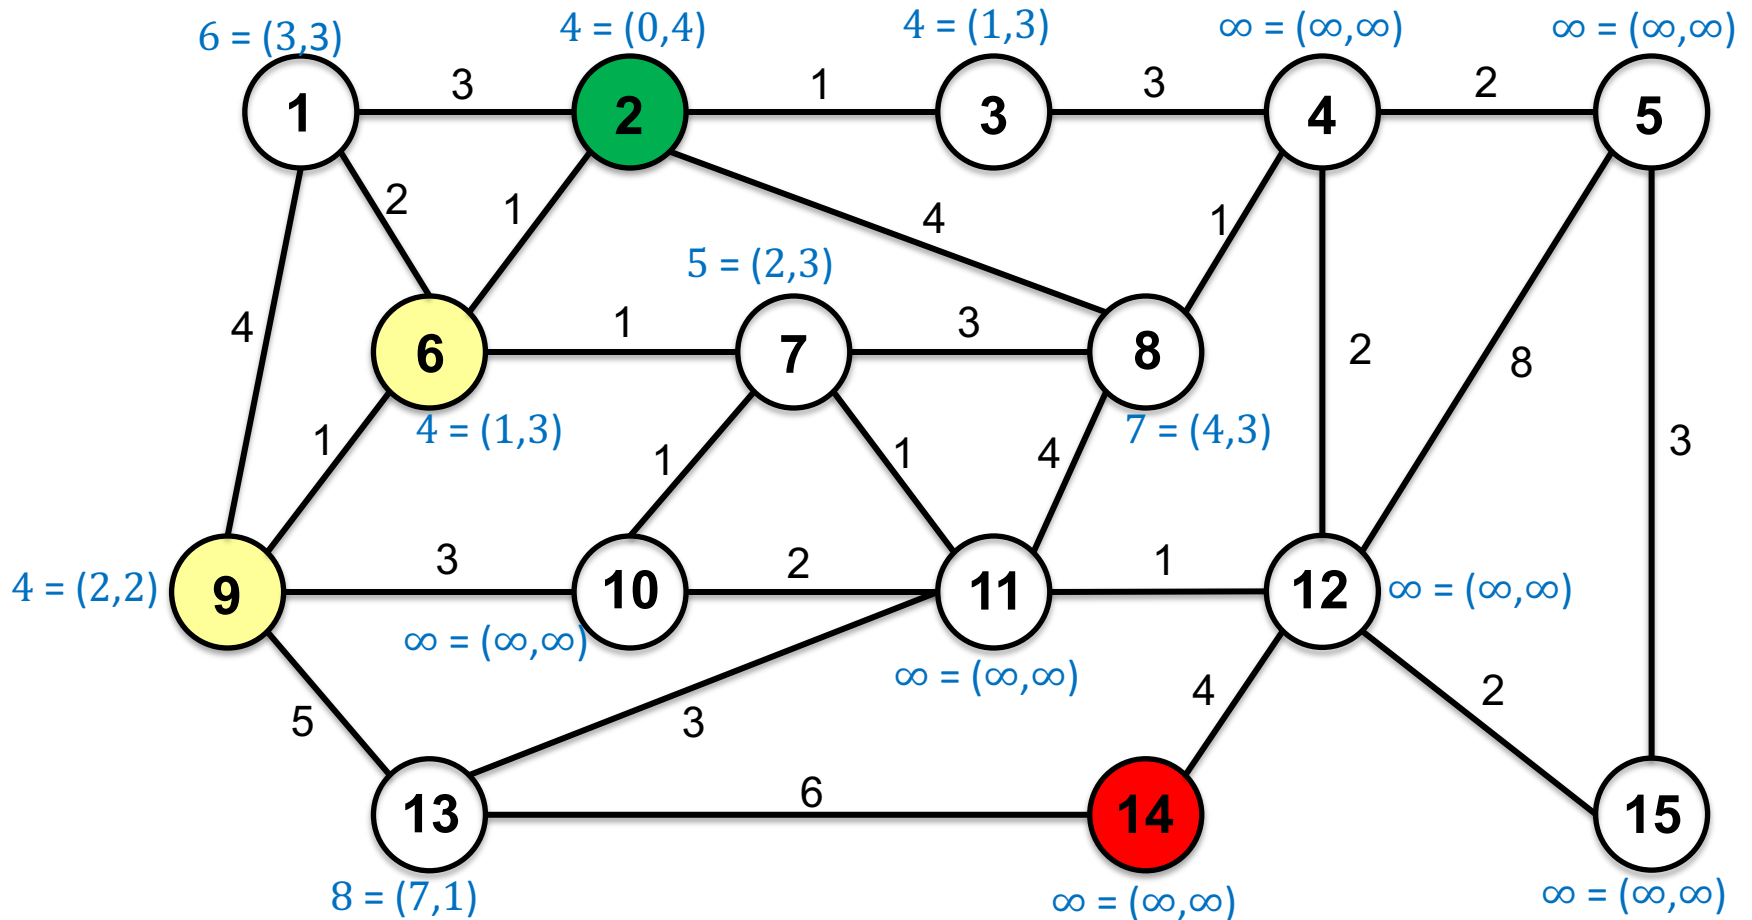 6 = (3,3)
4 = (0,4)
4 = (1,3)
∞ = (∞,∞)
∞ = (∞,∞)
1
3
2
1
3
3
4
2
5
2
1
4
1
5 = (2,3)
4
6
1
7
3
8
2
8
3
4 = (1,3)
7 = (4,3)
1
1
1
4
4 = (2,2)
9
3
10
2
11
1
12
∞ = (∞,∞)
∞ = (∞,∞)
∞ = (∞,∞)
5
3
4
2
13
6
14
15
8 = (7,1)
∞ = (∞,∞)
∞ = (∞,∞)